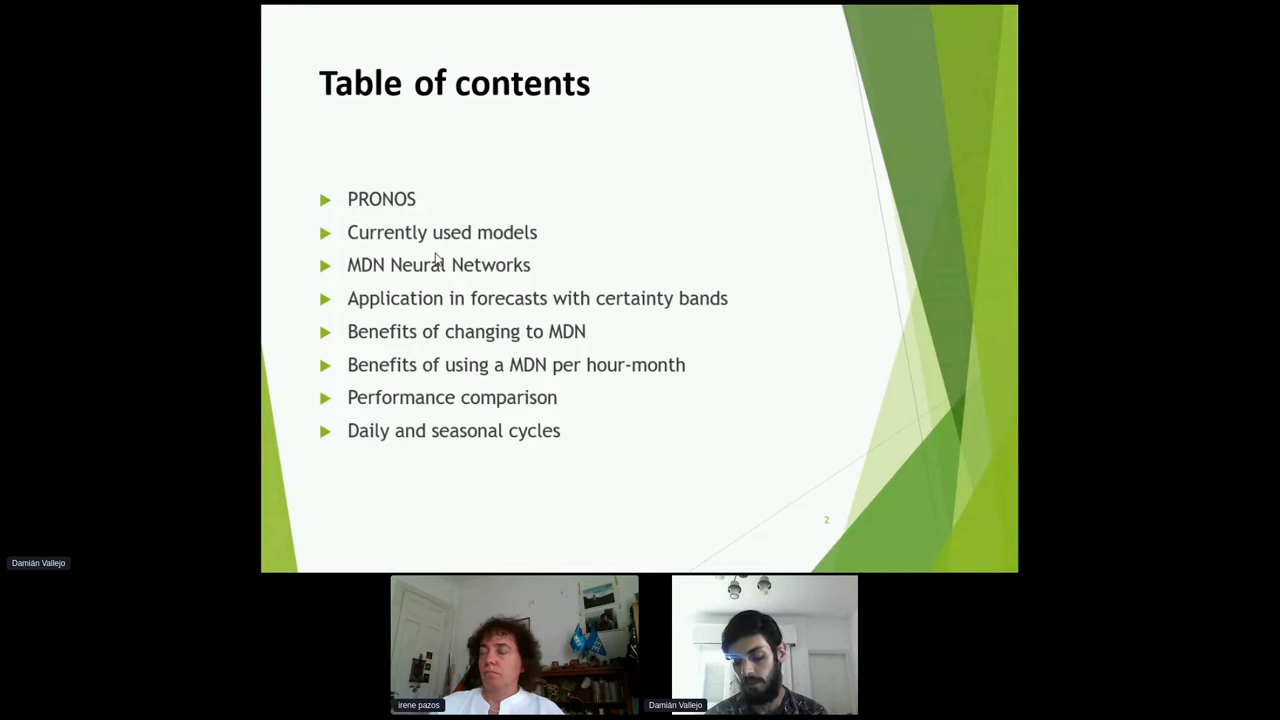 Table of contents
PRONOS
Currently used models
MDN Neural Networks
Application in forecasts with certainty bands
Benefits of changing to MDN
Benefits of using a MDN per hour-month
Performance comparison
Daily and seasonal cycles
2
Damián Vallejo
irene pazos
Damián Vallejo